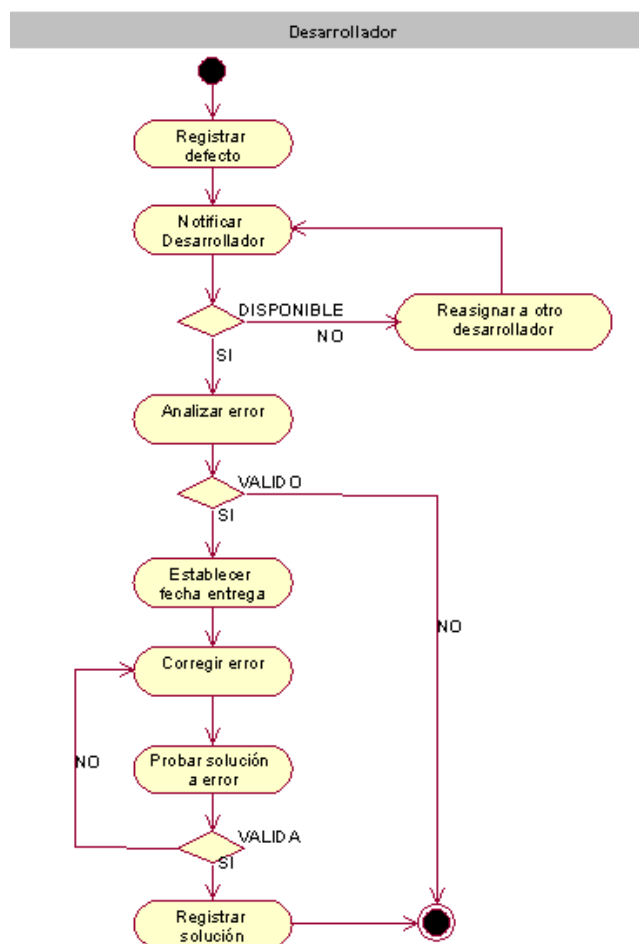 Desarrollador
Registrar
defecto
Notificar
Desarrollador
DISPONIBLE
NO
SI
Reasignar a otro
desarrollador
Analizar error
VALIDO
SI
NO
Establecer
fecha entrega
Corregir error
Probar solución
a error
NO
VALIDA
SI
Registrar
solución